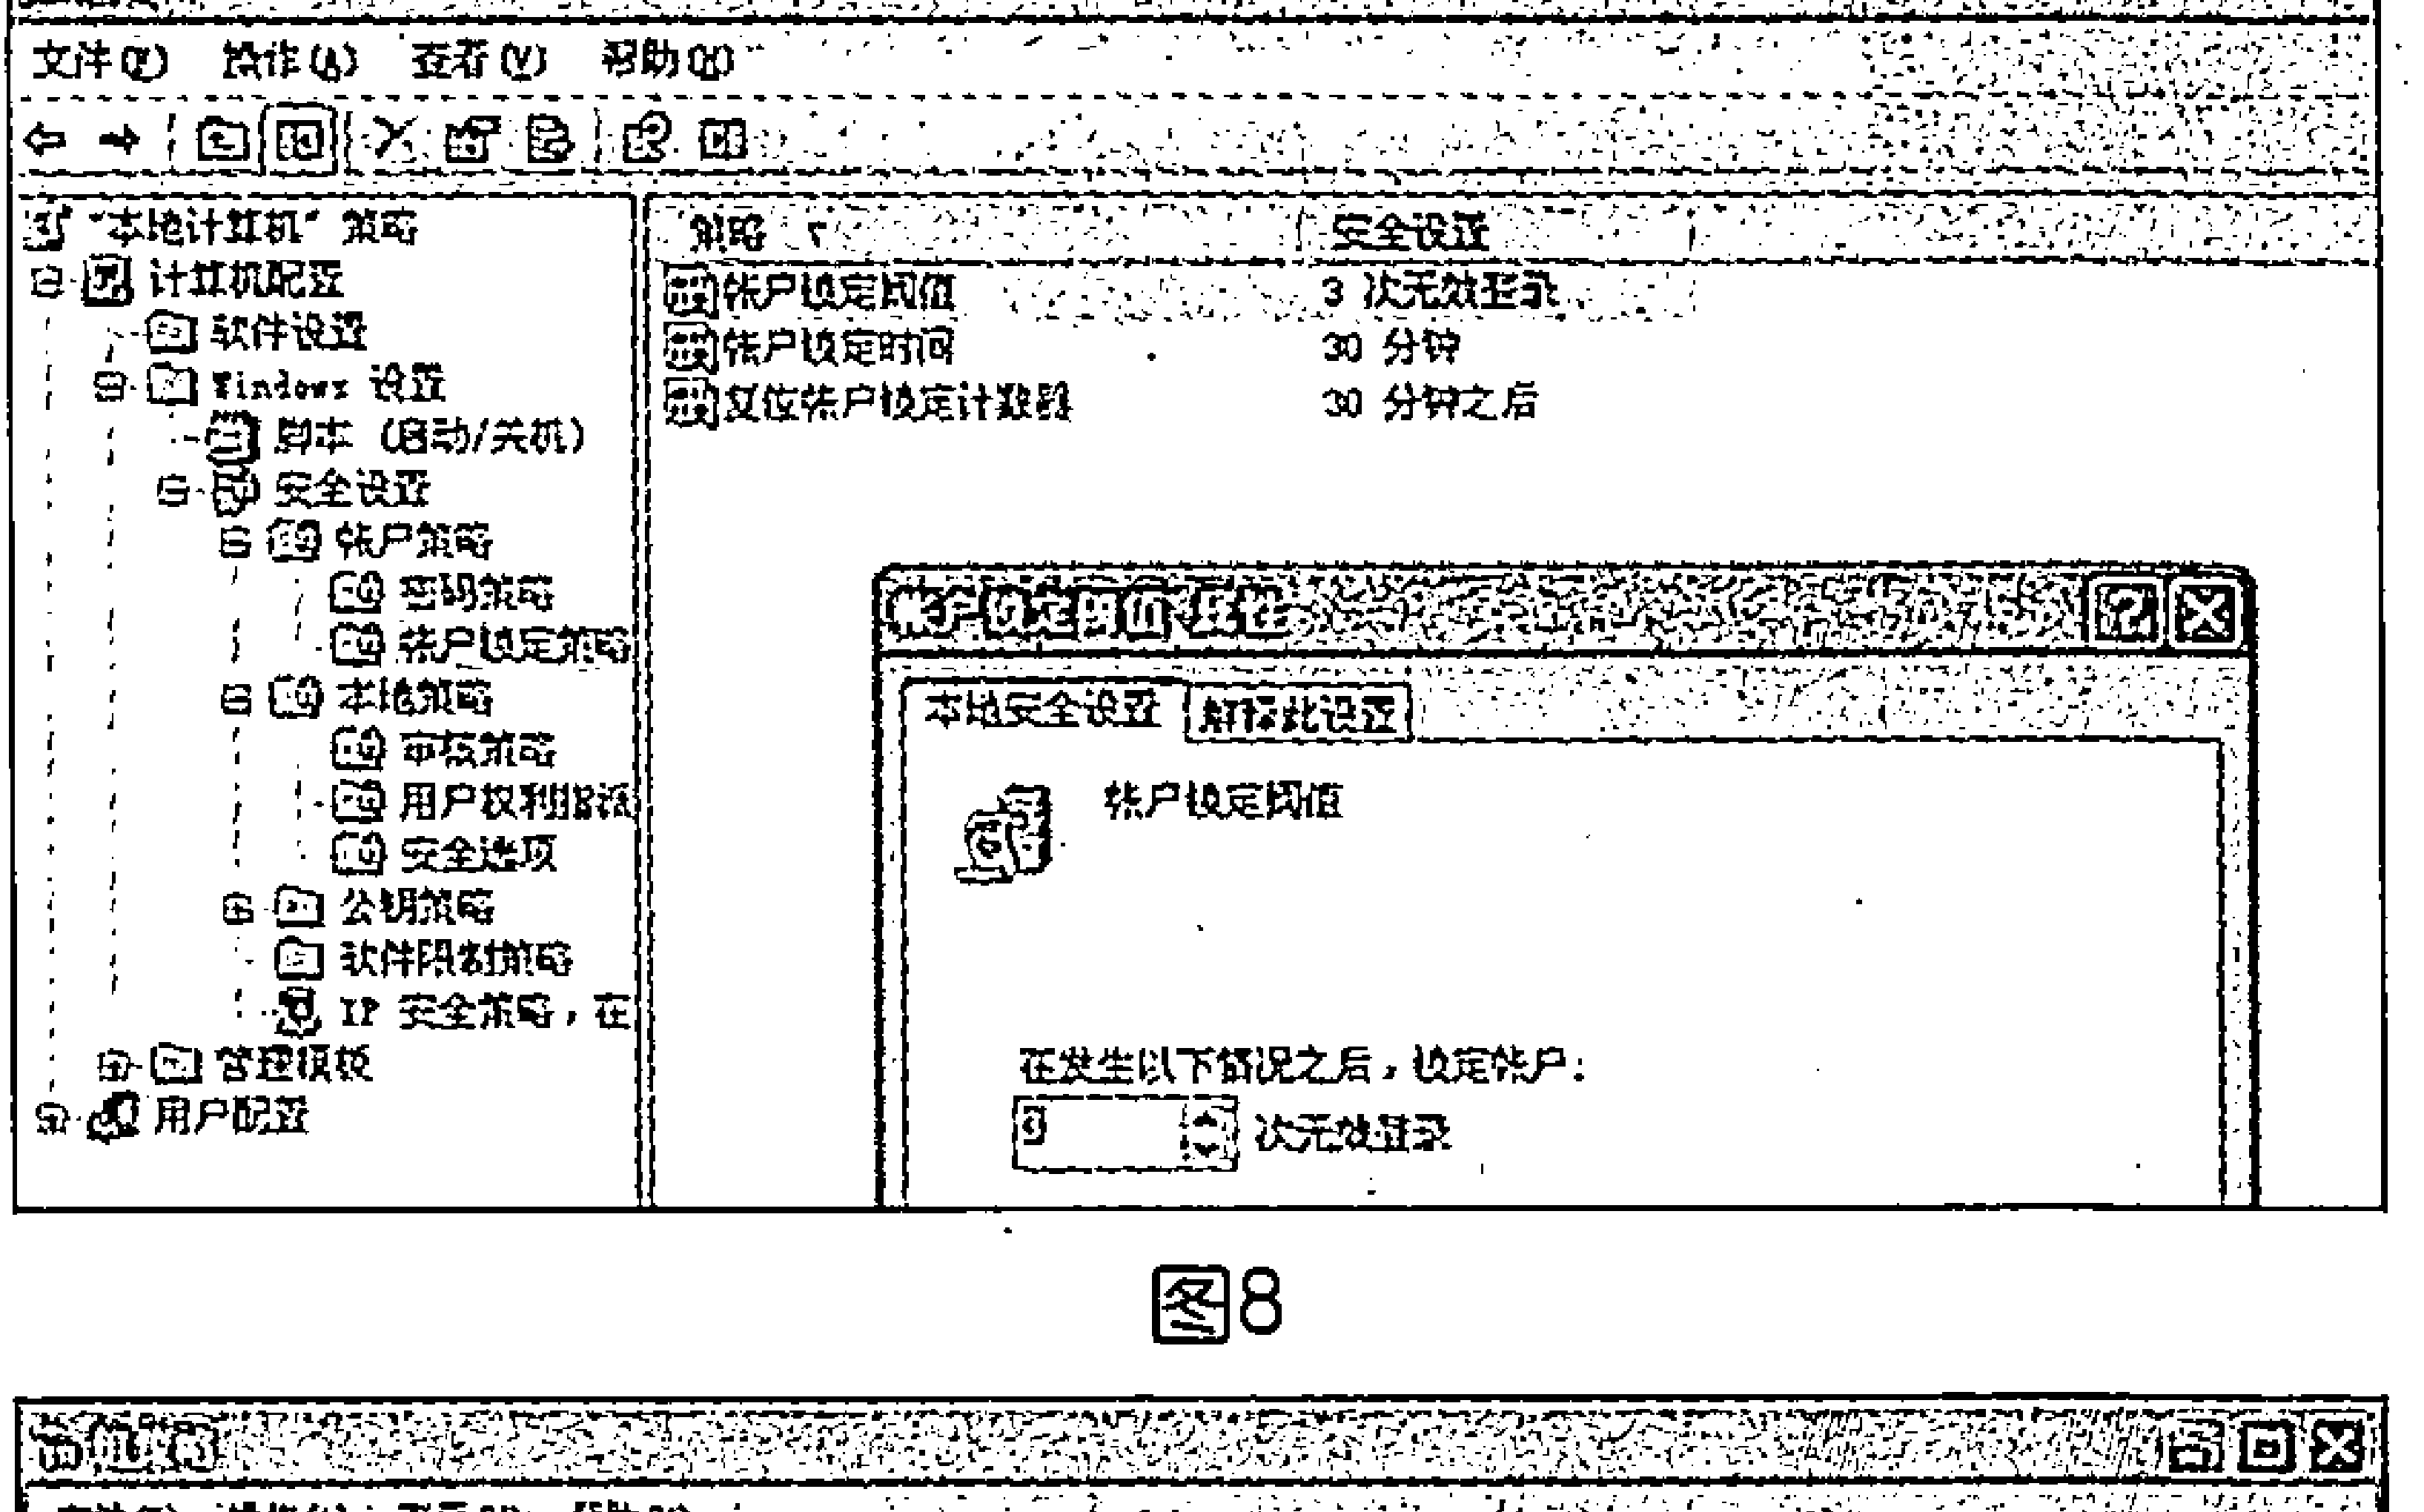 文件(F) 操作(A) 查看(V) 帮助(H)
"本地计算机" 策略
计算机配置
软件设置
Windows 设置
脚本 (启动/关机)
安全设置
帐户策略
密码策略
帐户锁定策略
本地策略
审核策略
用户权利指派
安全选项
公钥策略
软件限制策略
IP 安全策略，在
管理模板
用户配置
策略 安全设置
帐户锁定阈值 3 次无效登录
帐户锁定时间 30 分钟
复位帐户锁定计数器 30 分钟之后
帐户锁定阈值 属性
本地安全设置 解释此设置
帐户锁定阈值
在发生以下情况之后，锁定帐户:
次无效登录
图8
组策略